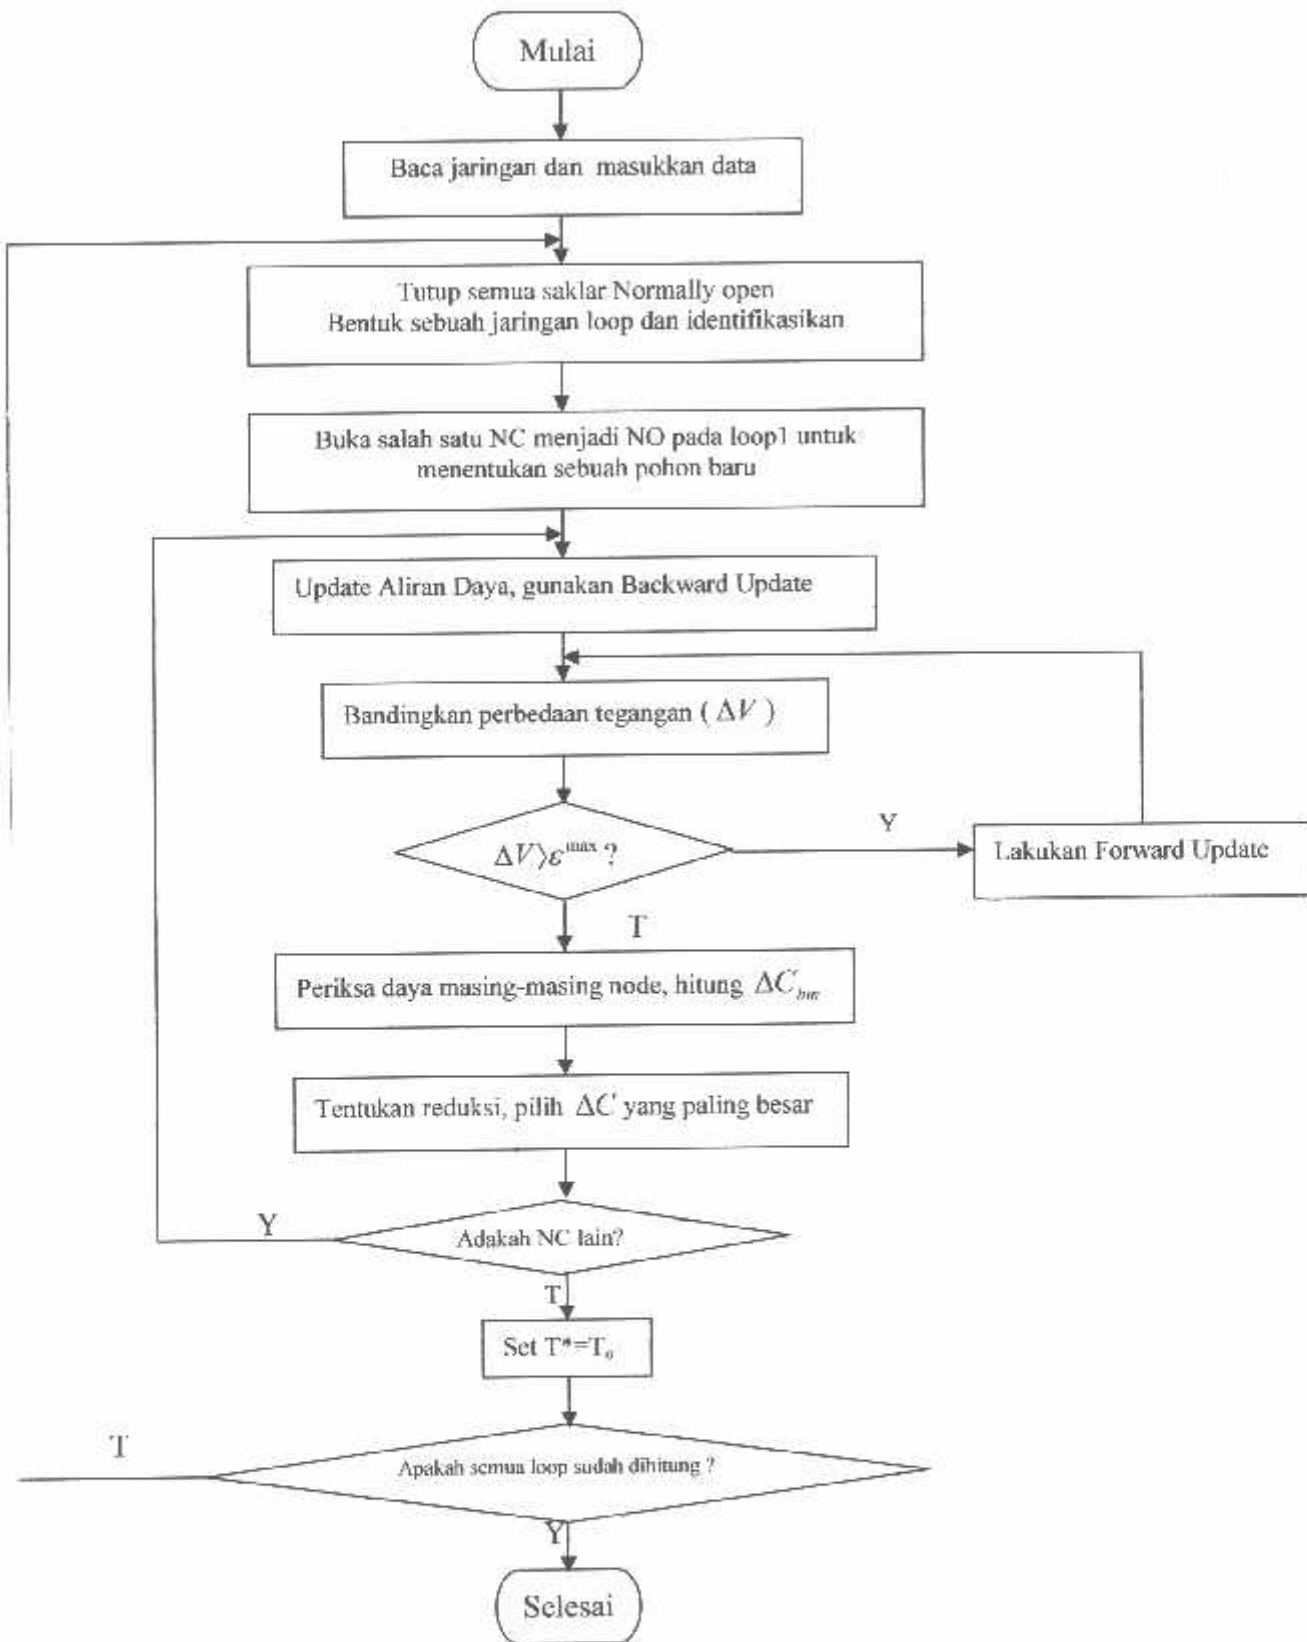 Mulai
Baca jaringan dan masukkan data
Tutup semua saklar Normally open
Bentuk sebuah jaringan loop dan identifikasikan
Buka salah satu NC menjadi NO pada loop1 untuk
menentukan sebuah pohon baru
Update Aliran Daya, gunakan Backward Update
Bandingkan perbedaan tegangan ( ΔV )
ΔV⟩ε^max ?
Y
Lakukan Forward Update
T
Periksa daya masing-masing node, hitung ΔC_bm
Tentukan reduksi, pilih ΔC yang paling besar
Y
Adakah NC lain?
T
Set T*=T_o
T
Apakah semua loop sudah dihitung ?
Y
Selesai